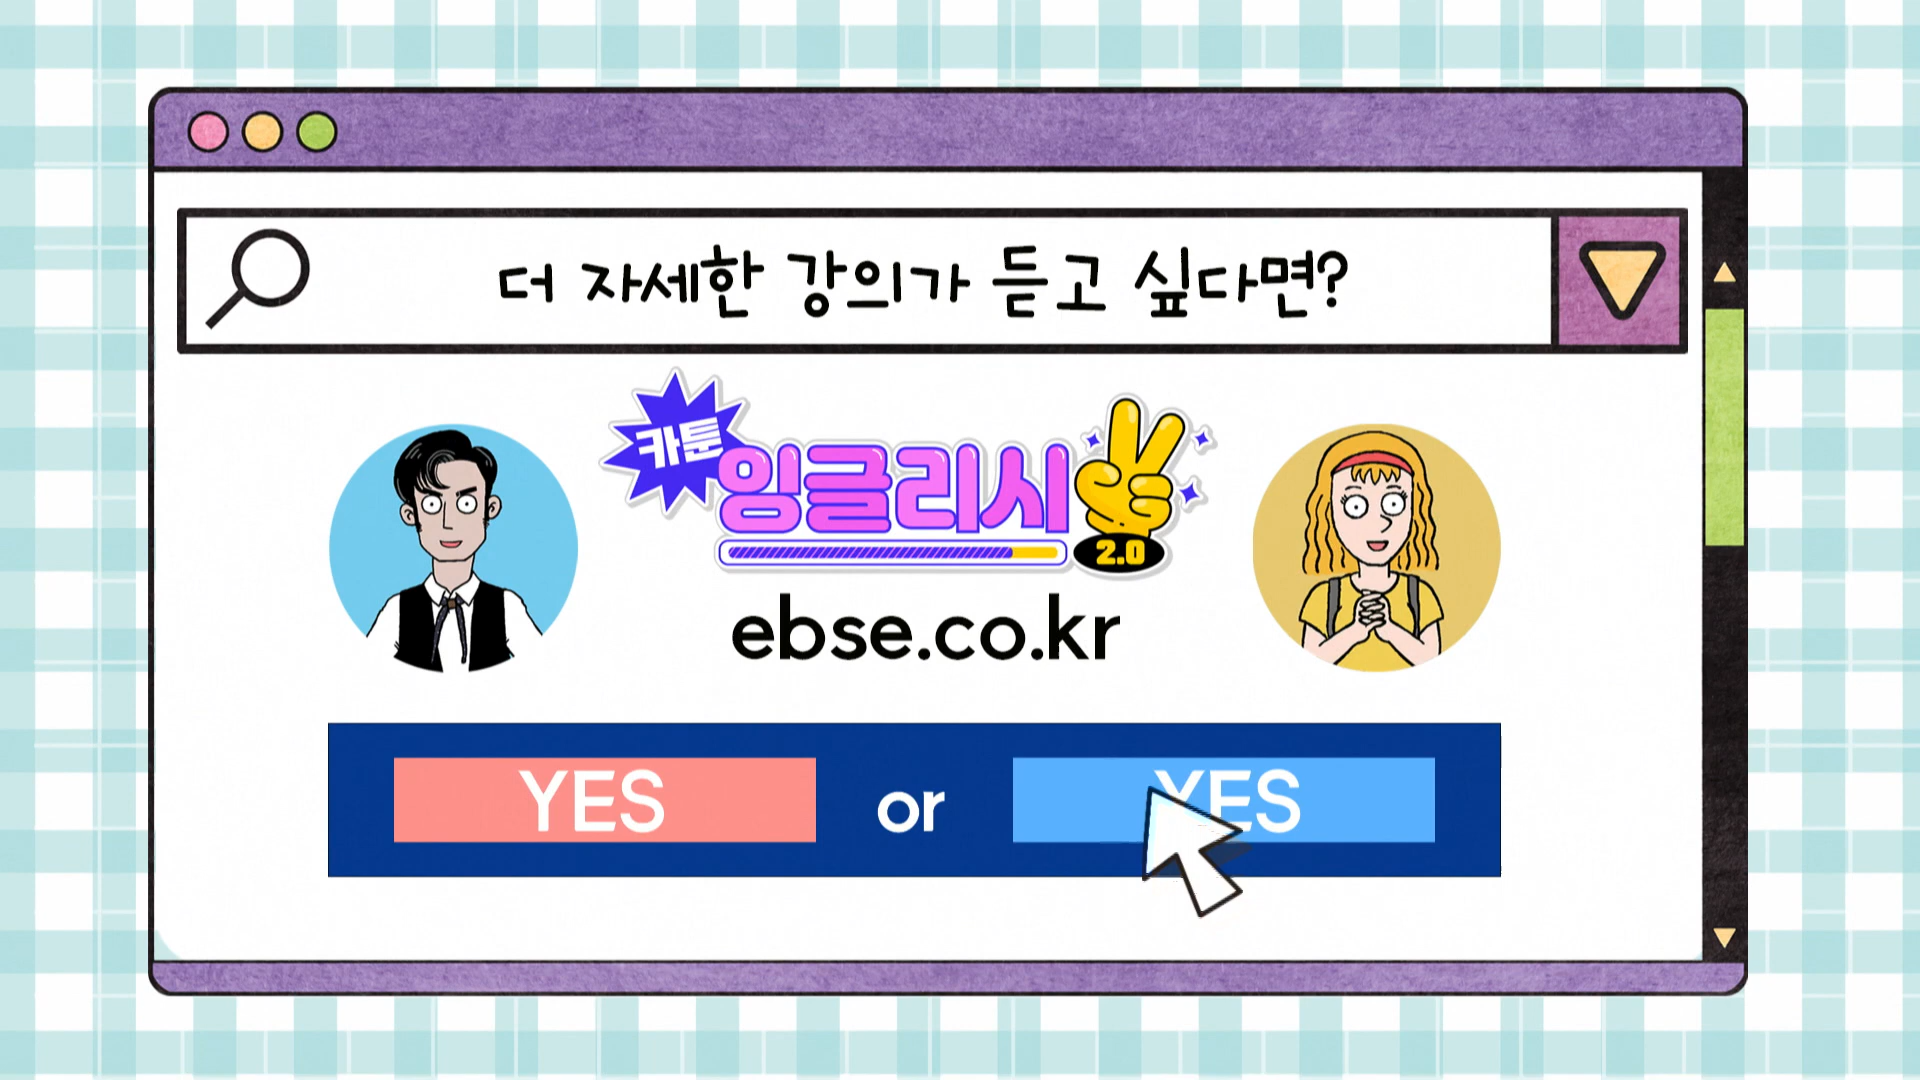 더 자세한 강의가 듣고 싶다면?
카툰
잉글리시
2.0
ebse.co.kr
YES or YES